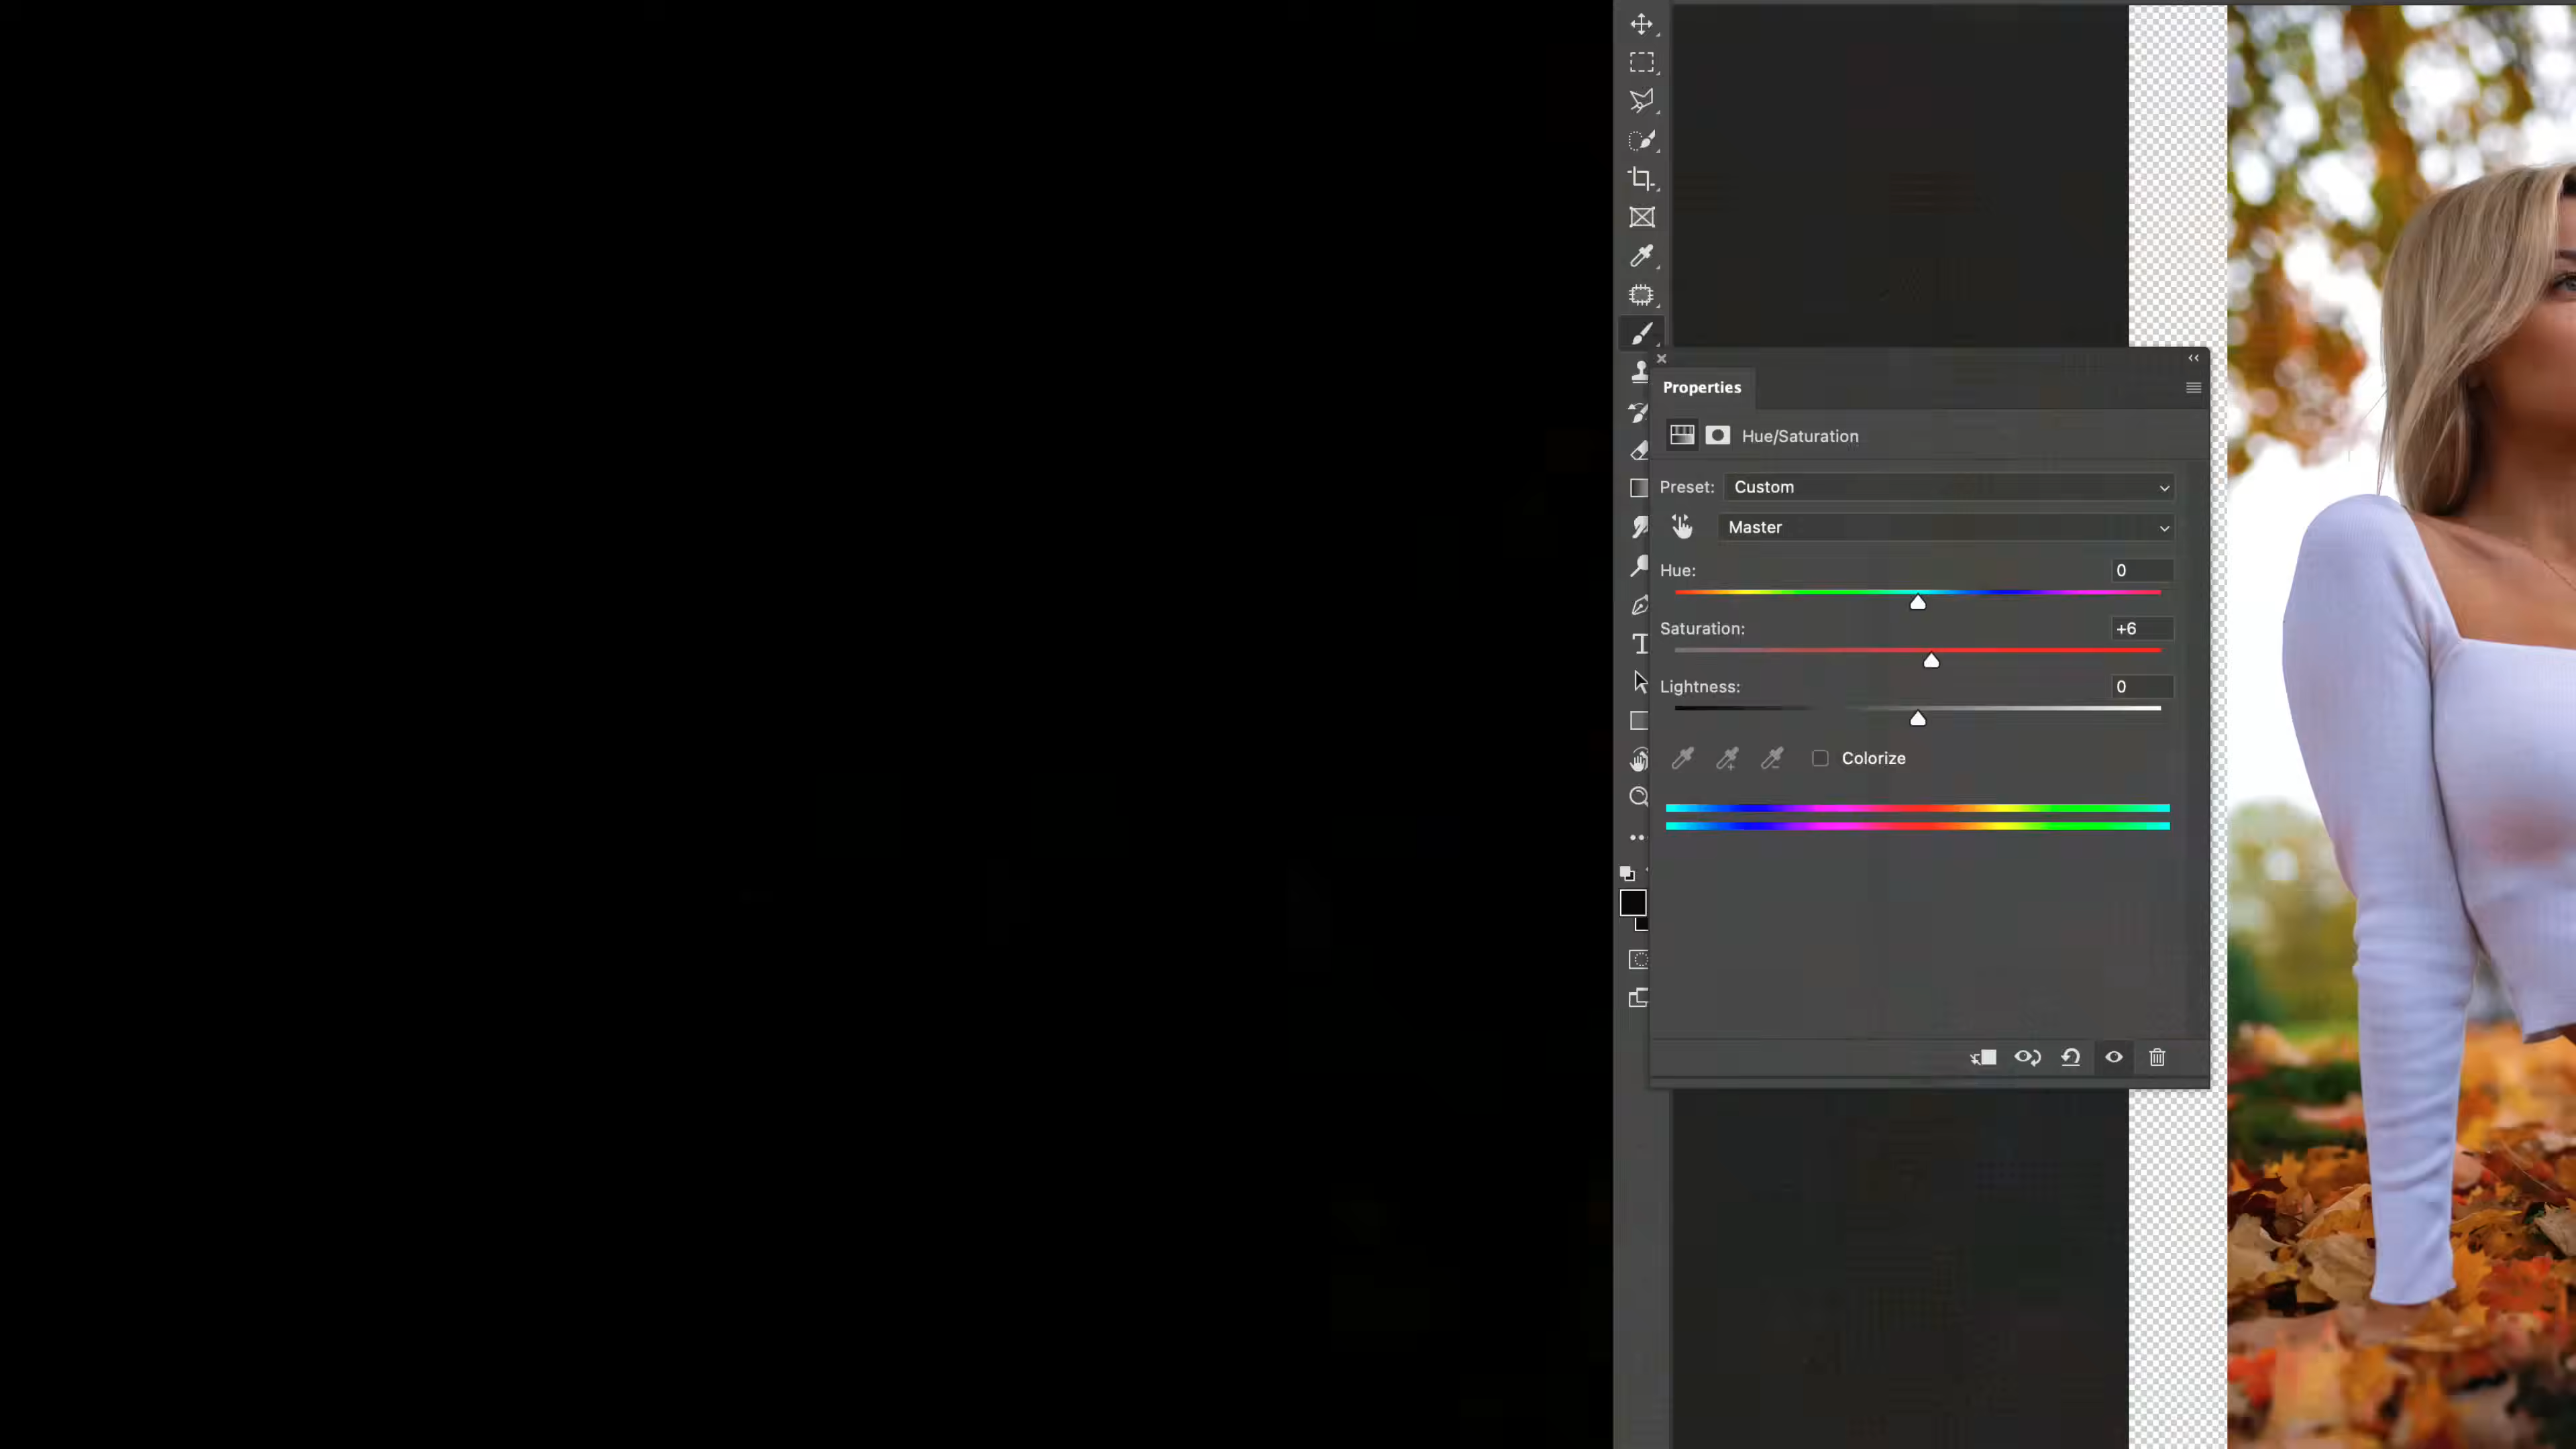 Properties
Hue/Saturation
Preset: Custom
Master
Hue: 0
Saturation: +6
Lightness: 0
Colorize